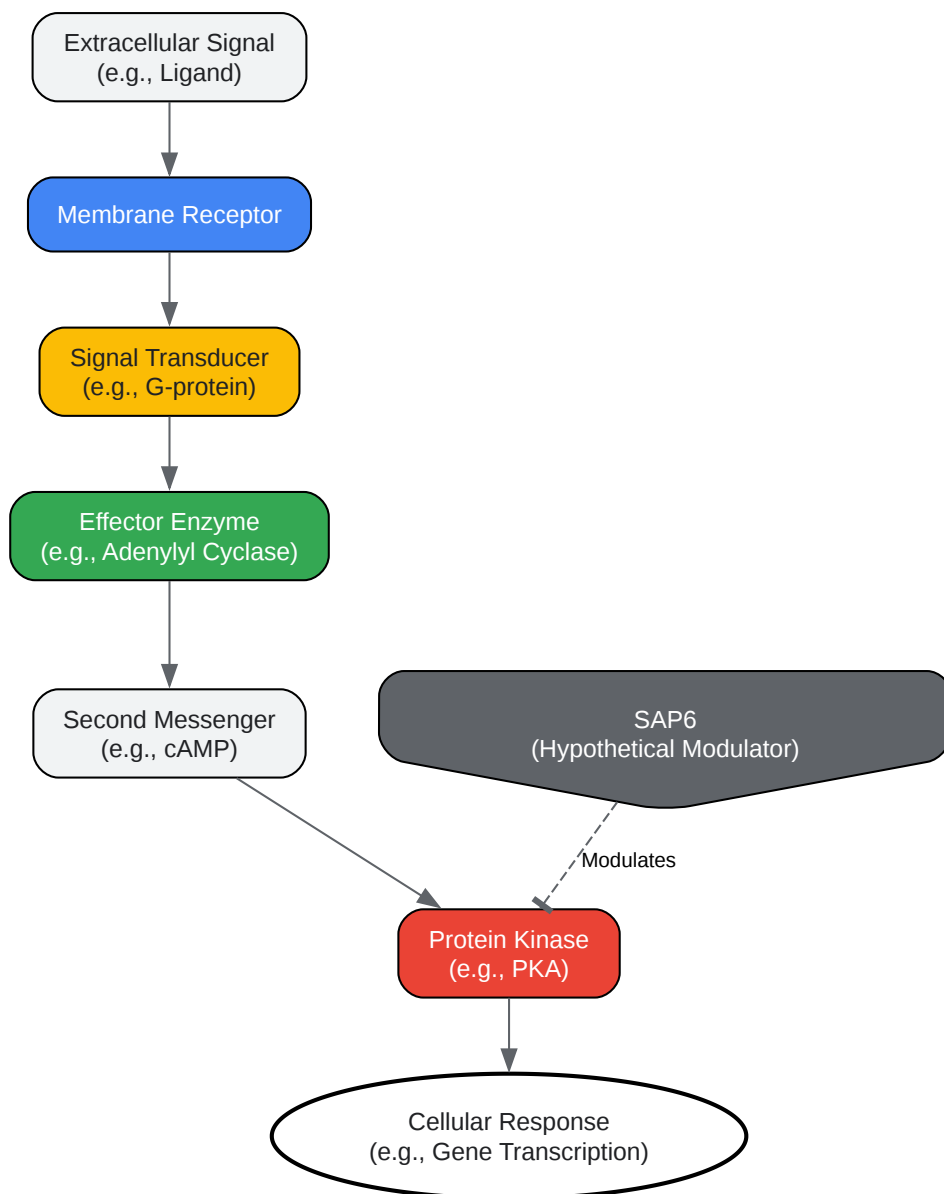 Extracellular Signal
(e.g., Ligand)
Membrane Receptor
Signal Transducer
(e.g., G-protein)
Effector Enzyme
(e.g., Adenylyl Cyclase)
Second Messenger
(e.g., cAMP)
SAP6
(Hypothetical Modulator)
Modulates
Protein Kinase
(e.g., PKA)
Cellular Response
(e.g., Gene Transcription)